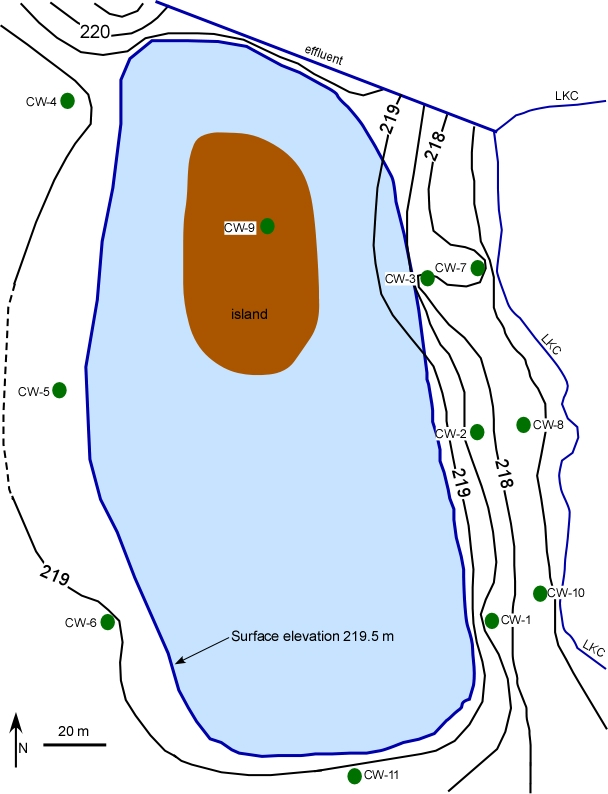 220
effluent
LKC
CW-4
219
218
CW-9
CW-7
CW-3
island
LKC
CW-5
CW-8
CW-2
219
218
219
CW-10
CW-6
CW-1
Surface elevation 219.5 m
LKC
20 m
N
CW-11